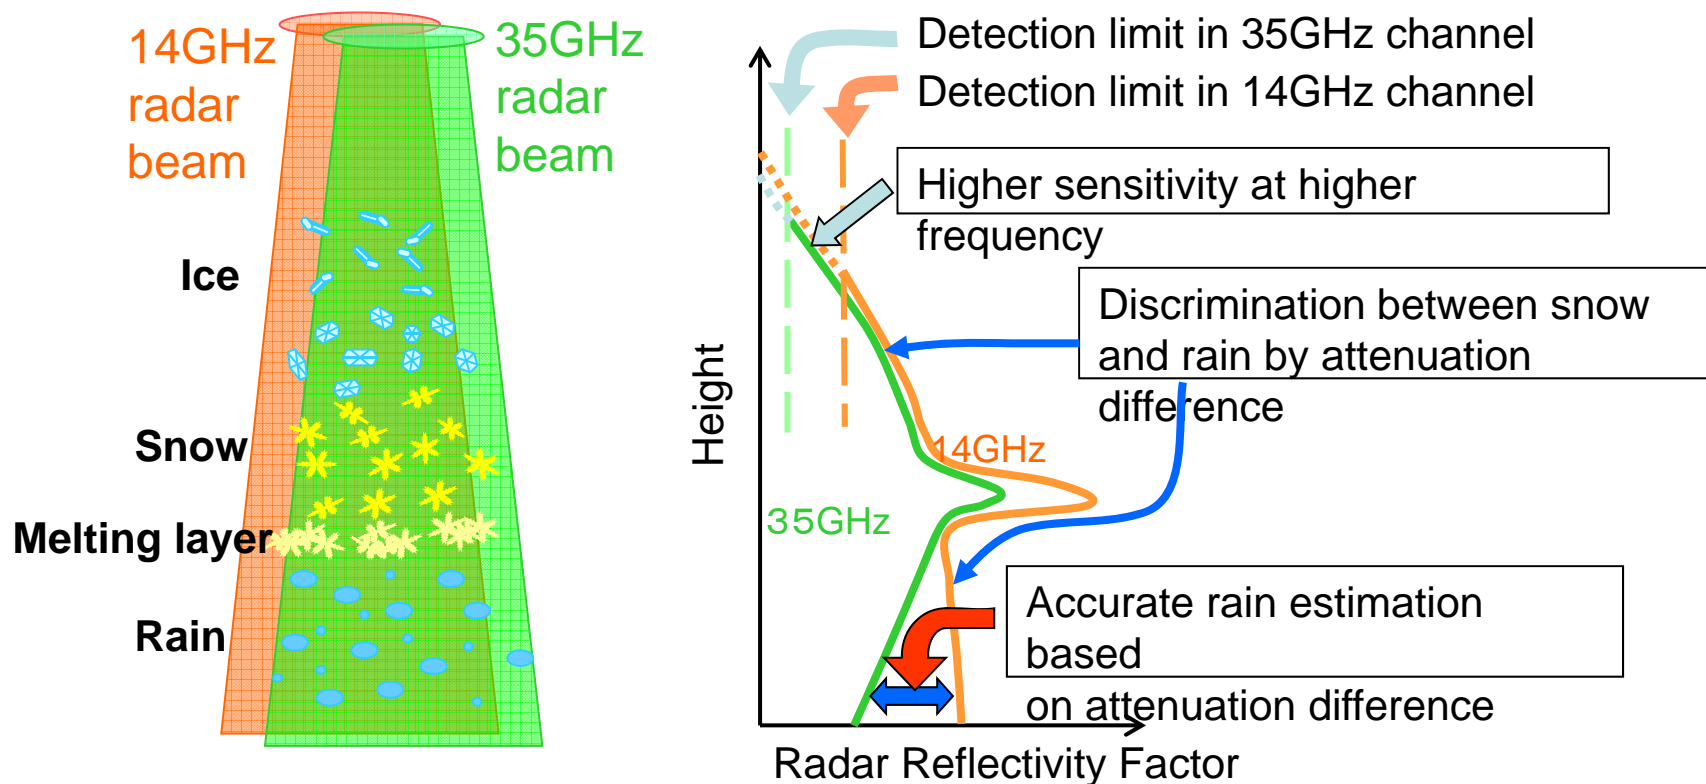 14GHz
radar
beam
35GHz
radar
beam
Ice
Snow
Melting layer
Rain
Detection limit in 35GHz channel
Detection limit in 14GHz channel
Higher sensitivity at higher
frequency
Discrimination between snow
and rain by attenuation
difference
Height
14GHz
35GHz
Accurate rain estimation
based
on attenuation difference
Radar Reflectivity Factor